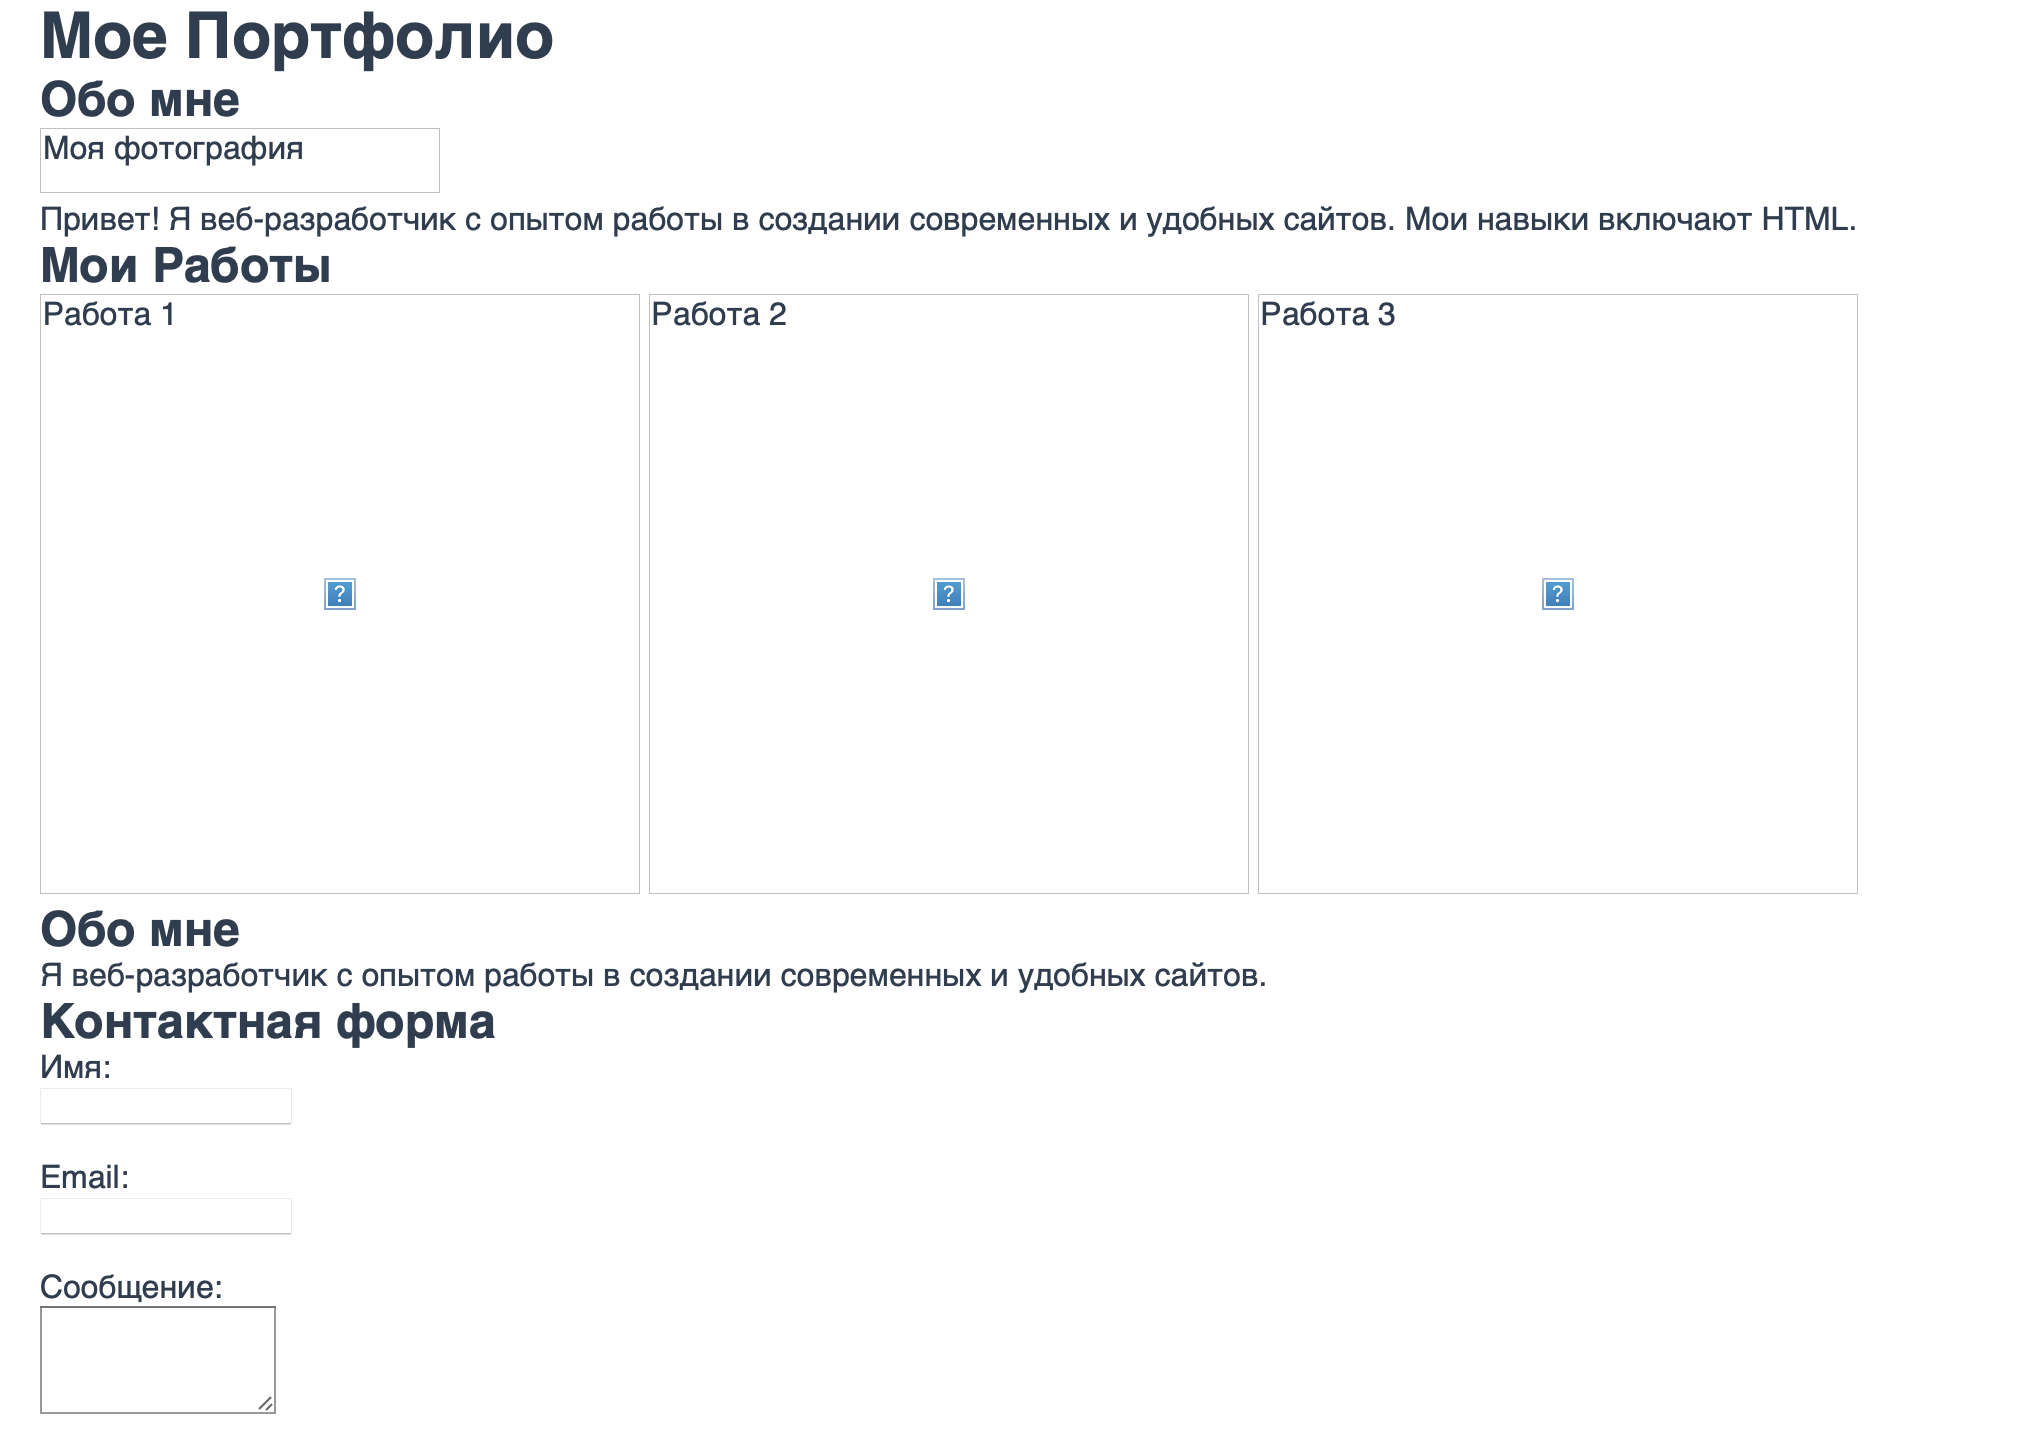 Мое Портфолио
Обо мне
Моя фотография
Привет! Я веб-разработчик с опытом работы в создании современных и удобных сайтов. Мои навыки включают HTML.
Мои Работы
Работа 1 Работа 2 Работа 3
? ? ?
Обо мне
Я веб-разработчик с опытом работы в создании современных и удобных сайтов.
Контактная форма
Имя:
Email:
Сообщение: